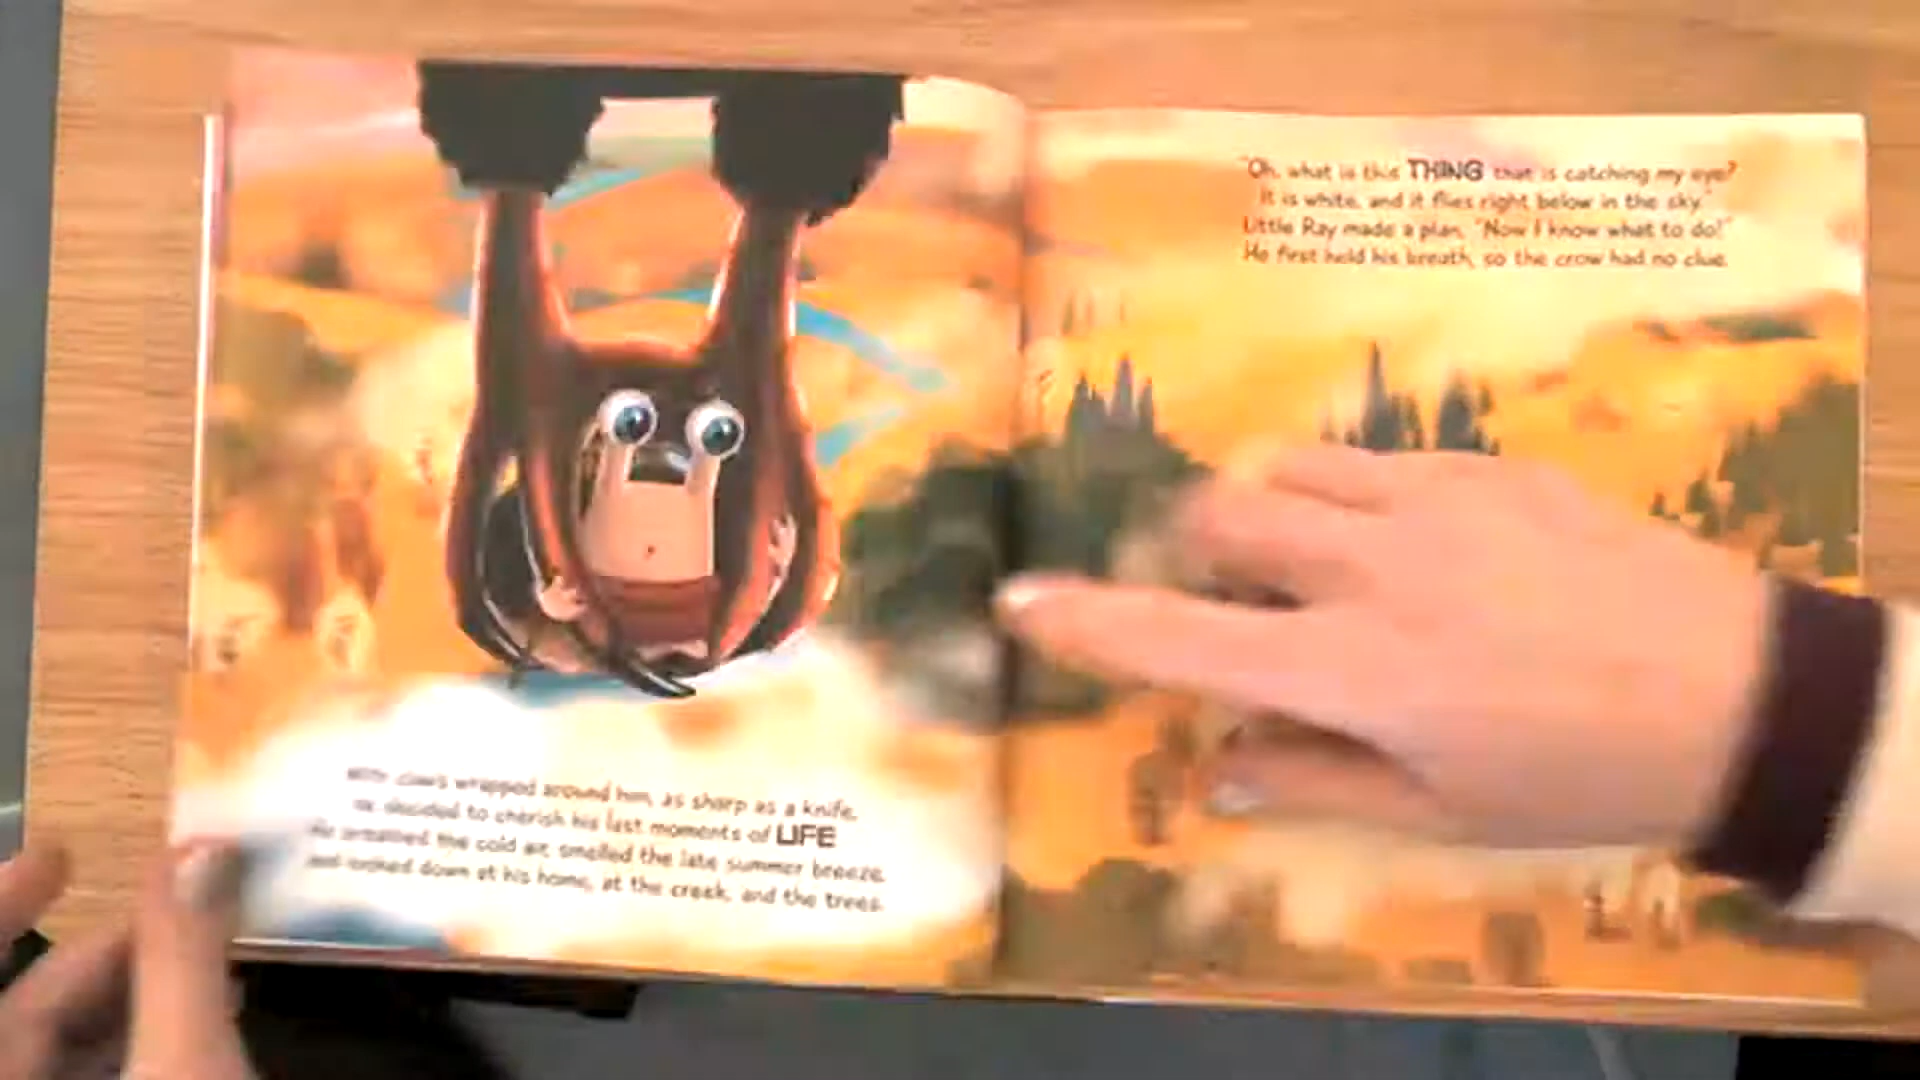 With claws wrapped around him, as sharp as a knife,
he decided to cherish his last moments of LIFE
He breathed the cold air, smelled the late summer breeze,
and looked down at his home, at the creek, and the trees.
"Oh, what is this THING that is catching my eye?
It is white, and it flies right below in the sky."
Little Ray made a plan, "Now I know what to do!"
He first held his breath, so the crow had no clue.